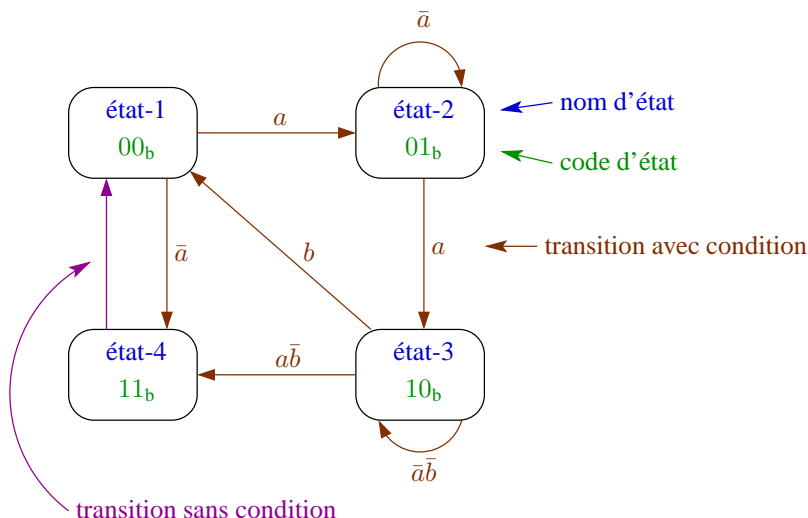 ā
état-1
00b
a
état-2
01b
nom d'état
code d'état
ā
b
a
transition avec condition
état-4
11b
ab̄
état-3
10b
āb̄
transition sans condition